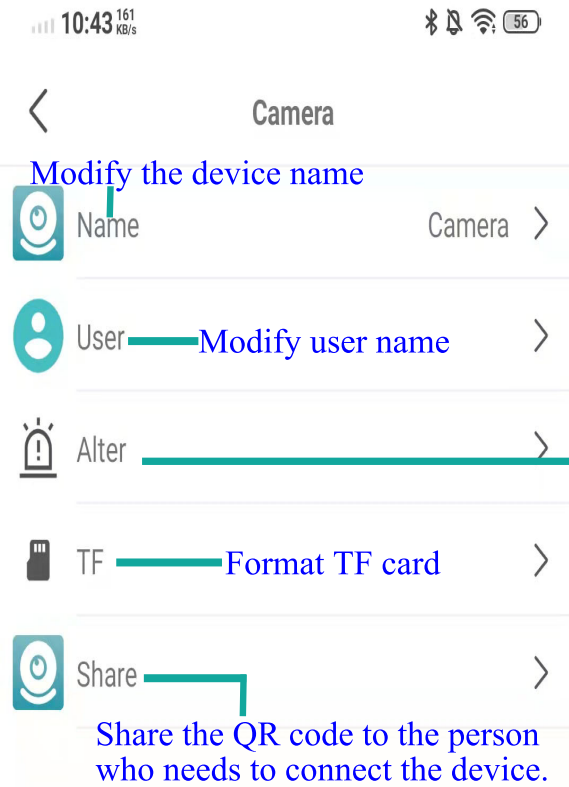 10:43 161 KB/s 56
Camera
Modify the device name
Name Camera
User Modify user name
Alter
TF Format TF card
Share
Share the QR code to the person
who needs to connect the device.